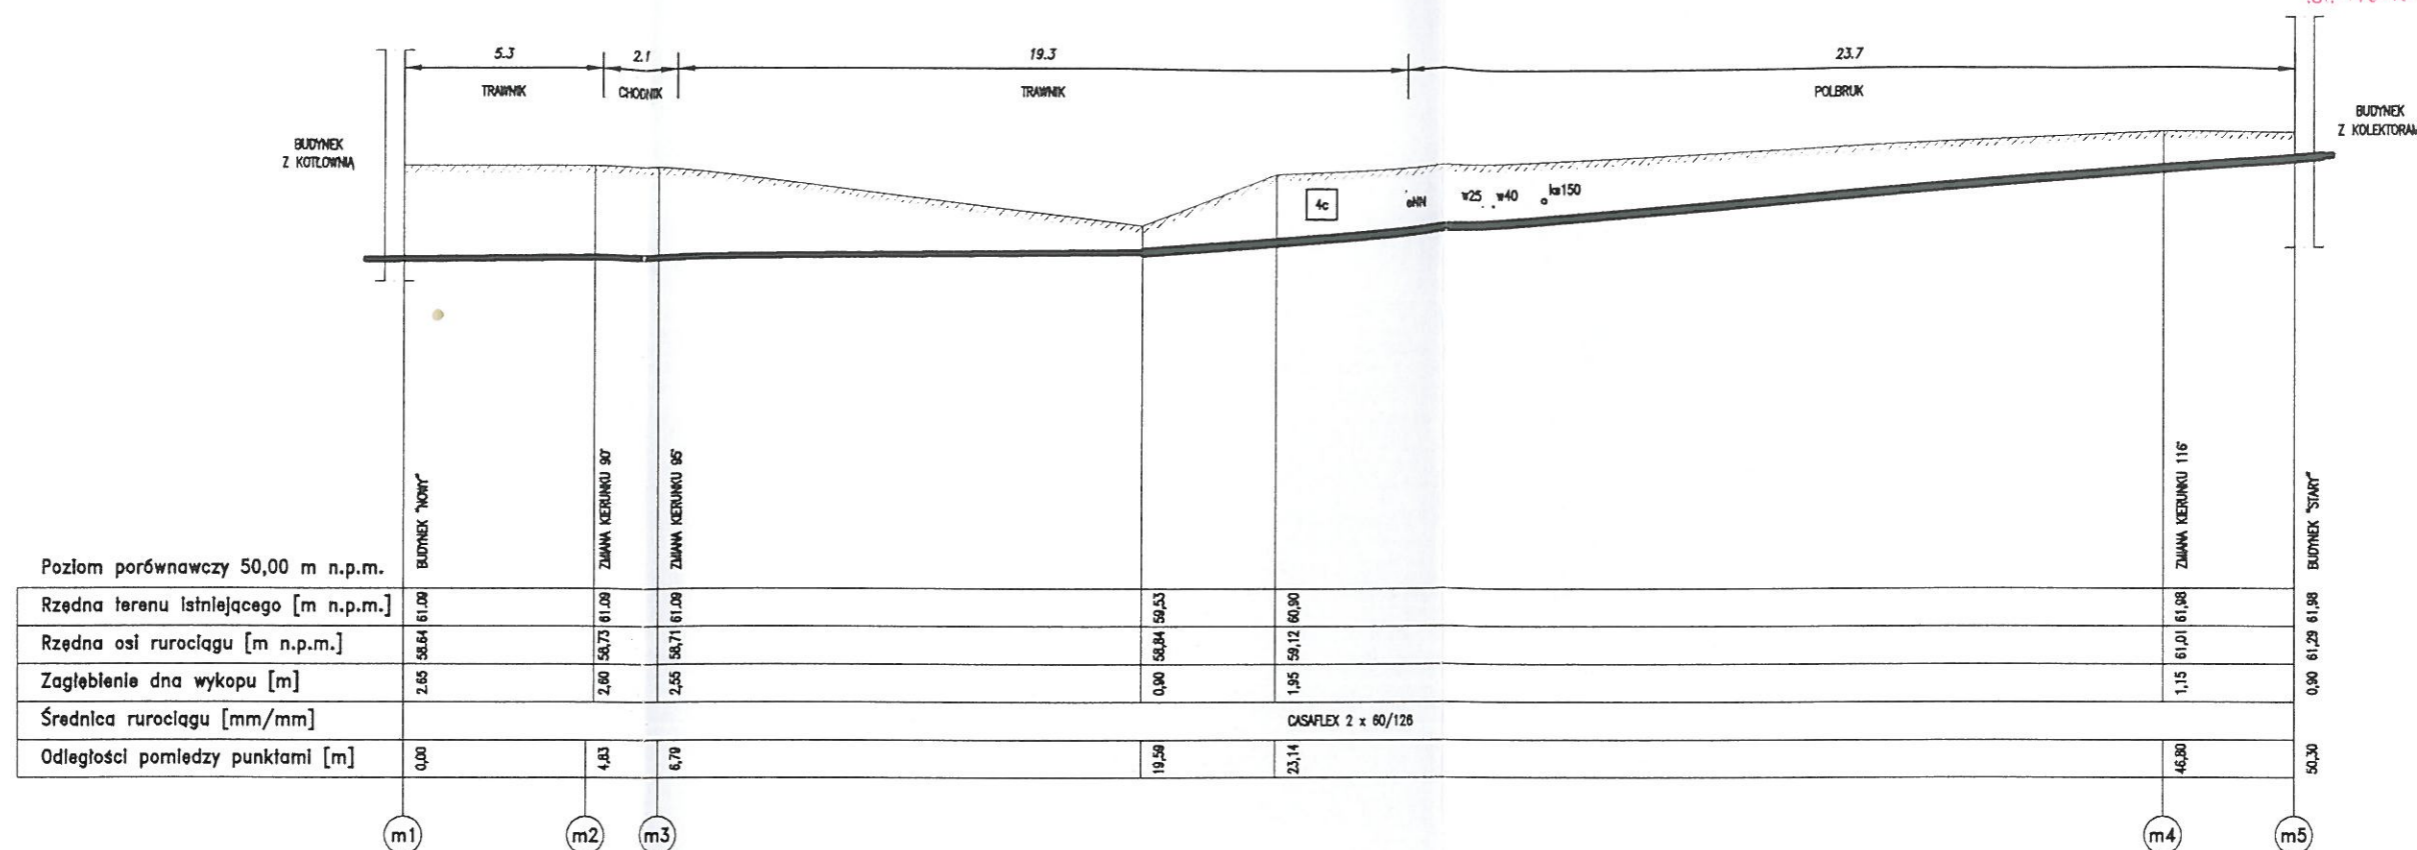 5.3
2.1
19.3
23.7
TRAWNIK
CHODNIK
TRAWNIK
POLBRUK
BUDYNEK
Z KOTŁOWNIĄ
BUDYNEK
Z KOLEKTORAM
4c
eNN
w25
w40
ks150
BUDYNEK "NOWY"
ZMIANA KIERUNKU 90°
ZMIANA KIERUNKU 95°
ZMIANA KIERUNKU 116°
BUDYNEK "STARY"
Poziom porównawczy 50,00 m n.p.m.
Rzędna terenu istniejącego [m n.p.m.] 61.09 61.09 61.09 59,53 60,90 61,98 61,98
Rzędna osi rurociągu [m n.p.m.] 58.64 58,73 58,71 58,84 59,12 61,01 61,29
Zagłębienie dna wykopu [m] 2.65 2,60 2,55 0,90 1,95 1,15 0,90
Średnica rurociągu [mm/mm] CASAFLEX 2 x 60/126
Odległości pomiędzy punktami [m] 0,00 4,83 6,79 19,59 23,14 46,80 50,30
m1 m2 m3 m4 m5